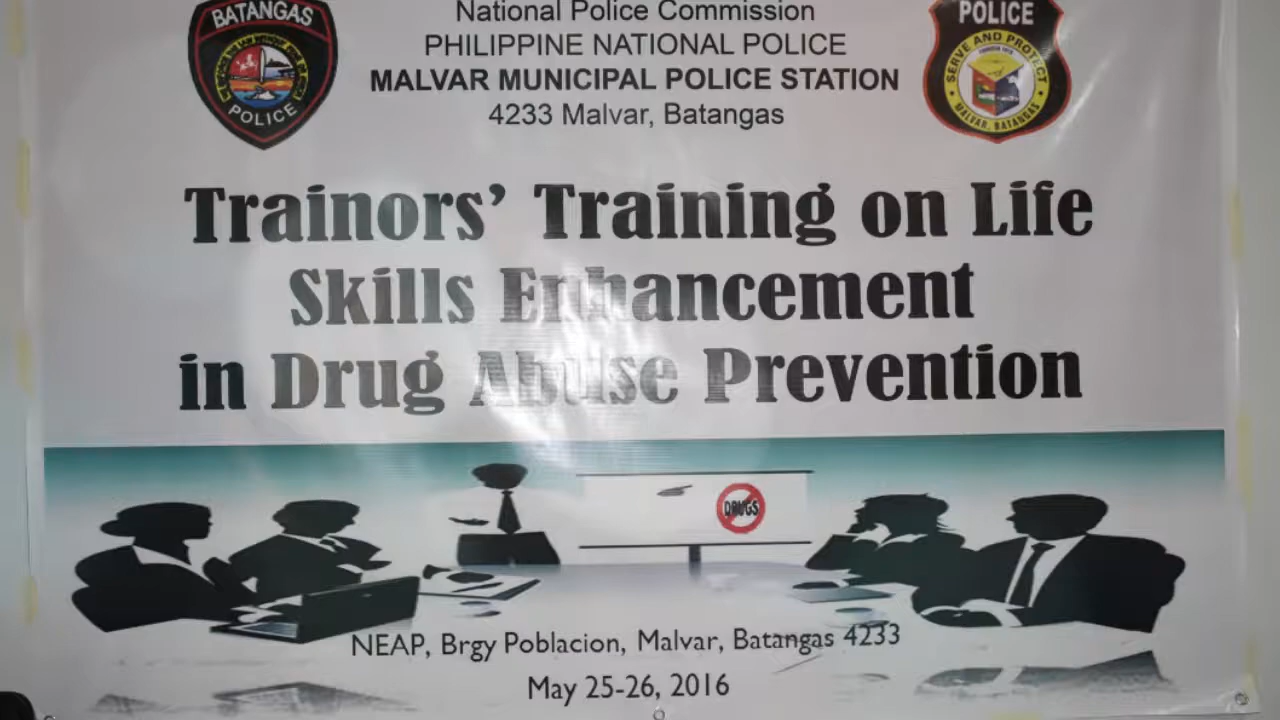 National Police Commission
PHILIPPINE NATIONAL POLICE
MALVAR MUNICIPAL POLICE STATION
4233 Malvar, Batangas
BATANGAS
POLICE
POLICE
SERVE AND PROTECT
MALVAR, BATANGAS
Trainors' Training on Life
Skills Enhancement
in Drug Abuse Prevention
DRUGS
NEAP, Brgy Poblacion, Malvar, Batangas 4233
May 25-26, 2016